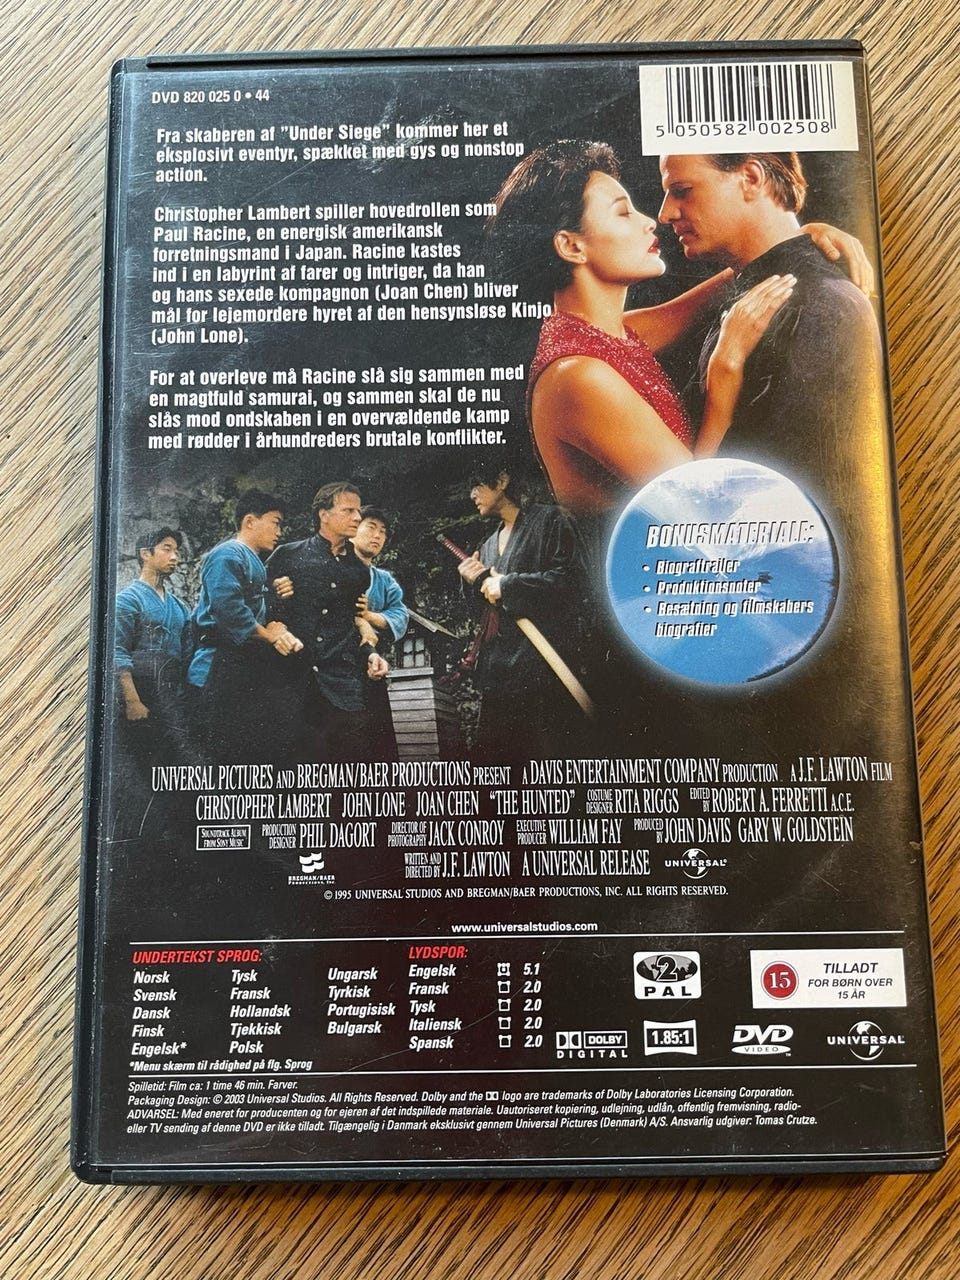 DVD 820 025 0 • 44
5 050582 002508
Fra skaberen af ”Under Siege” kommer her et
eksplosivt eventyr, spækket med gys og nonstop
action.
Christopher Lambert spiller hovedrollen som
Paul Racine, en energisk amerikansk
forretningsmand i Japan. Racine kastes
ind i en labyrint af farer og intriger, da han
og hans sexede kompagnon (Joan Chen) bliver
mål for lejemordere hyret af den hensynsløse Kinjo
(John Lone).
For at overleve må Racine slå sig sammen med
en magtfuld samurai, og sammen skal de nu
slås mod ondskaben i en overvældende kamp
med rødder i århundreders brutale konflikter.
BONUSMATERIALE:
• Biograftrailer
• Produktionsnoter
• Besætning og filmskabers
biografier
UNIVERSAL PICTURES AND BREGMAN/BAER PRODUCTIONS PRESENT A DAVIS ENTERTAINMENT COMPANY PRODUCTION A J.F. LAWTON FILM
CHRISTOPHER LAMBERT JOHN LONE JOAN CHEN “THE HUNTED” COSTUME DESIGNER RITA RIGGS EDITED BY ROBERT A. FERRETTI A.C.E.
SOUNDTRACK ALBUM FROM SONY MUSIC PRODUCTION DESIGNER PHIL DAGORT DIRECTOR OF PHOTOGRAPHY JACK CONROY EXECUTIVE PRODUCER WILLIAM FAY PRODUCED BY JOHN DAVIS GARY W. GOLDSTEIN
BREGMAN/BAER PRODUCTIONS, INC. WRITTEN AND DIRECTED BY J.F. LAWTON A UNIVERSAL RELEASE UNIVERSAL
© 1995 UNIVERSAL STUDIOS AND BREGMAN/BAER PRODUCTIONS, INC. ALL RIGHTS RESERVED.
www.universalstudios.com
UNDERTEKST SPROG:
Norsk
Svensk
Dansk
Finsk
Engelsk*
Tysk
Fransk
Hollandsk
Tjekkisk
Polsk
Ungarsk
Tyrkisk
Portugisisk
Bulgarsk
*Menu skærm til rådighed på flg. Sprog
LYDSPOR:
Engelsk 5.1
Fransk 2.0
Tysk 2.0
Italiensk 2.0
Spansk 2.0
2
PAL
15
TILLADT
FOR BØRN OVER
15 ÅR
DOLBY
DIGITAL
1.85:1
DVD
VIDEO
UNIVERSAL
Spilletid: Film ca: 1 time 46 min. Farver.
Packaging Design: © 2003 Universal Studios. All Rights Reserved. Dolby and the DD logo are trademarks of Dolby Laboratories Licensing Corporation.
ADVARSEL: Med eneret for producenten og for ejeren af det indspillede materiale. Uautoriseret kopiering, udlejning, udlån, offentlig fremvisning, radio-
eller TV sending af denne DVD er ikke tilladt. Tilgængelig i Danmark eksklusivt gennem Universal Pictures (Denmark) A/S. Ansvarlig udgiver: Tomas Crutze.